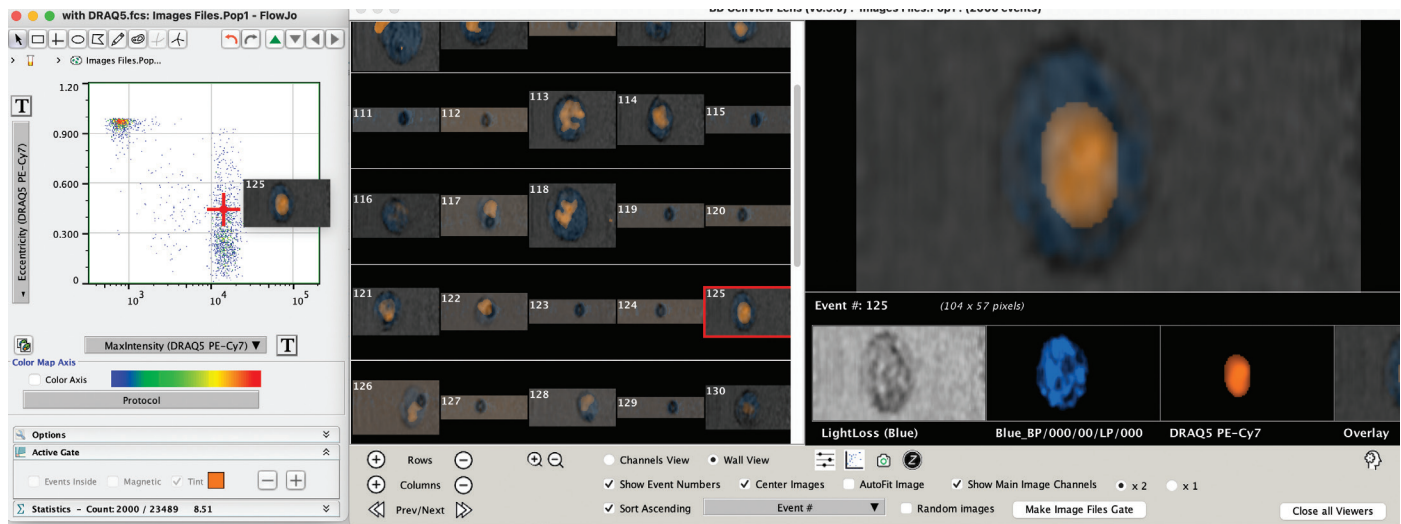 with DRAQ5.fcs: Images Files.Pop1 - FlowJo
Images Files.Pop...
T
1.20
0.900
0.600
0.300
0
Eccentricity (DRAQ5 PE-Cy7)
125
10³
10⁴
10⁵
MaxIntensity (DRAQ5 PE-Cy7)
T
Color Map Axis
Color Axis
Protocol
Options
Active Gate
Events Inside
Magnetic
Tint
Statistics - Count: 2000 / 23489 8.51
111 112 113 114 115
116 117 118 119 120
121 122 123 124 125
126 127 128 129 130
Event #: 125 (104 x 57 pixels)
LightLoss (Blue) Blue_BP/000/00/LP/000 DRAQ5 PE-Cy7 Overlay
Rows
Channels View
Wall View
Z
Columns
Show Event Numbers
Center Images
AutoFit Image
Show Main Image Channels
x 2
x 1
Prev/Next
Sort Ascending
Event #
Random images
Make Image Files Gate
Close all Viewers